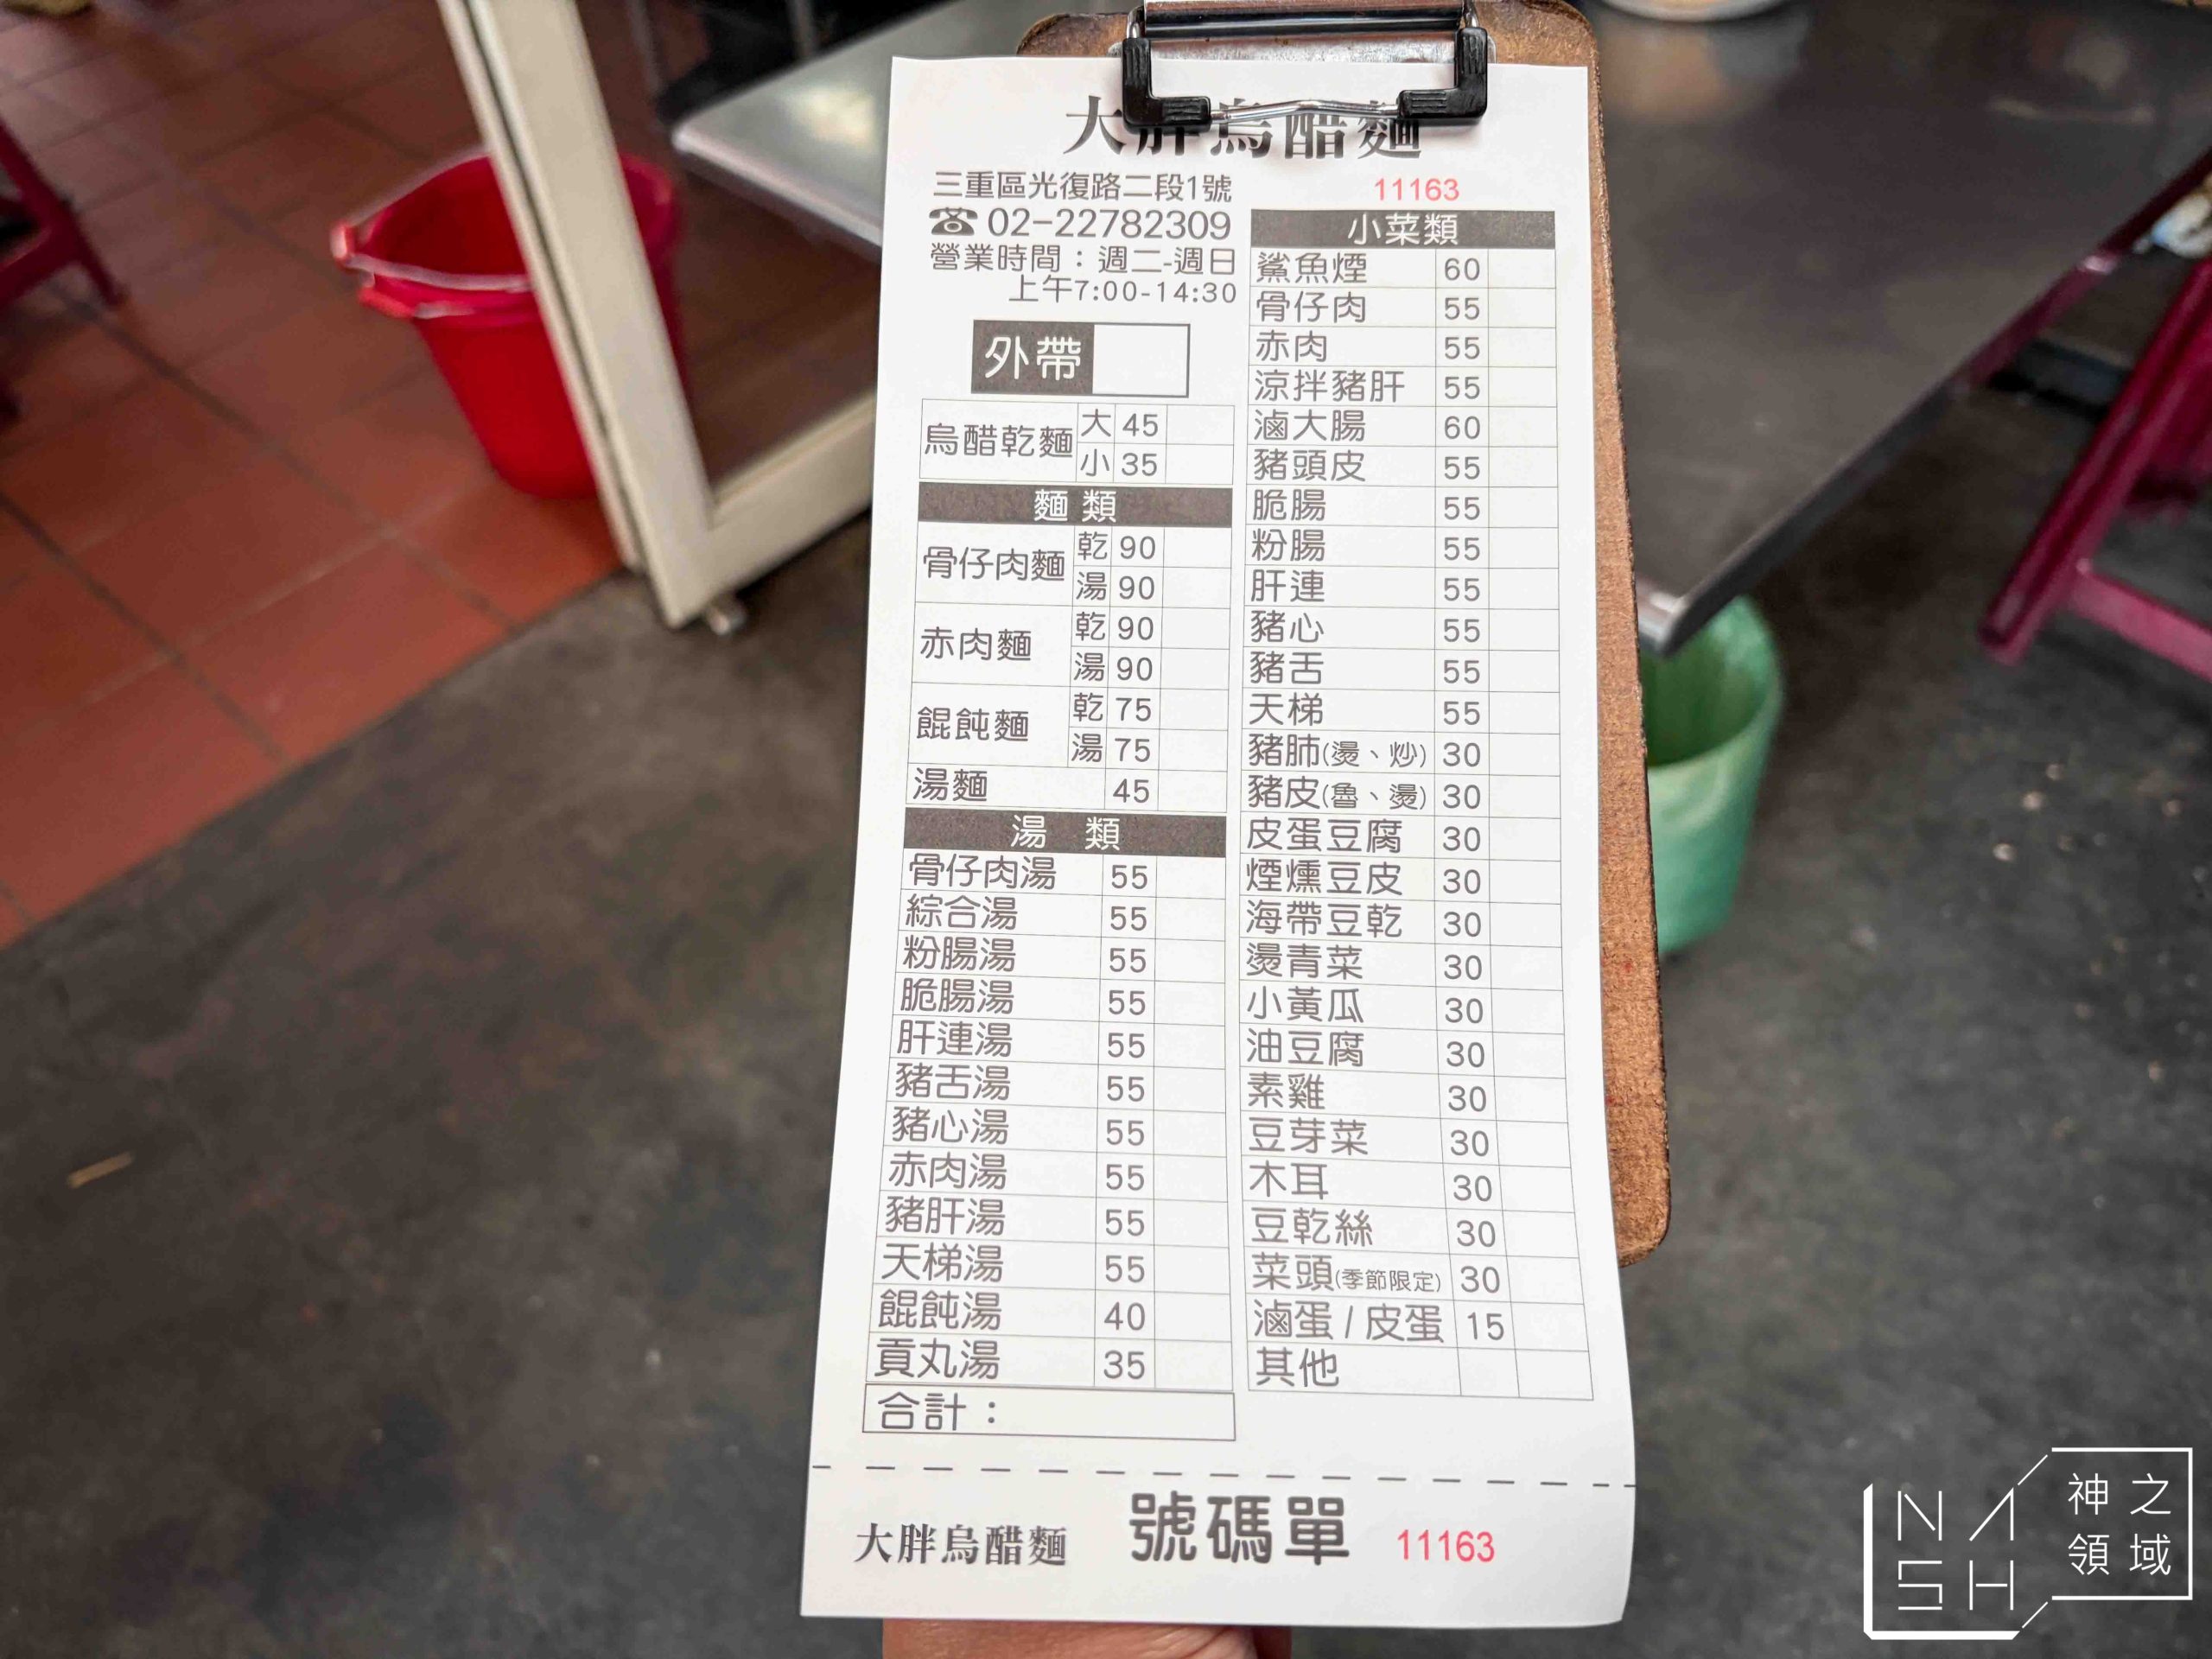 大胖烏醋麵
三重區光復路二段1號
☎ 02-22782309
營業時間：週二-週日
上午7:00-14:30
外帶
烏醋乾麵 大 45
小 35
麵類
骨仔肉麵 乾 90
湯 90
赤肉麵 乾 90
湯 90
餛飩麵 乾 75
湯 75
湯麵 45
湯類
骨仔肉湯 55
綜合湯 55
粉腸湯 55
脆腸湯 55
肝連湯 55
豬舌湯 55
豬心湯 55
赤肉湯 55
豬肝湯 55
天梯湯 55
餛飩湯 40
貢丸湯 35
合計：
11163
小菜類
鯊魚煙 60
骨仔肉 55
赤肉 55
涼拌豬肝 55
滷大腸 60
豬頭皮 55
脆腸 55
粉腸 55
肝連 55
豬心 55
豬舌 55
天梯 55
豬肺(燙、炒) 30
豬皮(魯、燙) 30
皮蛋豆腐 30
煙燻豆皮 30
海帶豆乾 30
燙青菜 30
小黃瓜 30
油豆腐 30
素雞 30
豆芽菜 30
木耳 30
豆乾絲 30
菜頭(季節限定) 30
滷蛋/皮蛋 15
其他
大胖烏醋麵 號碼單 11163
NASH
神之領域